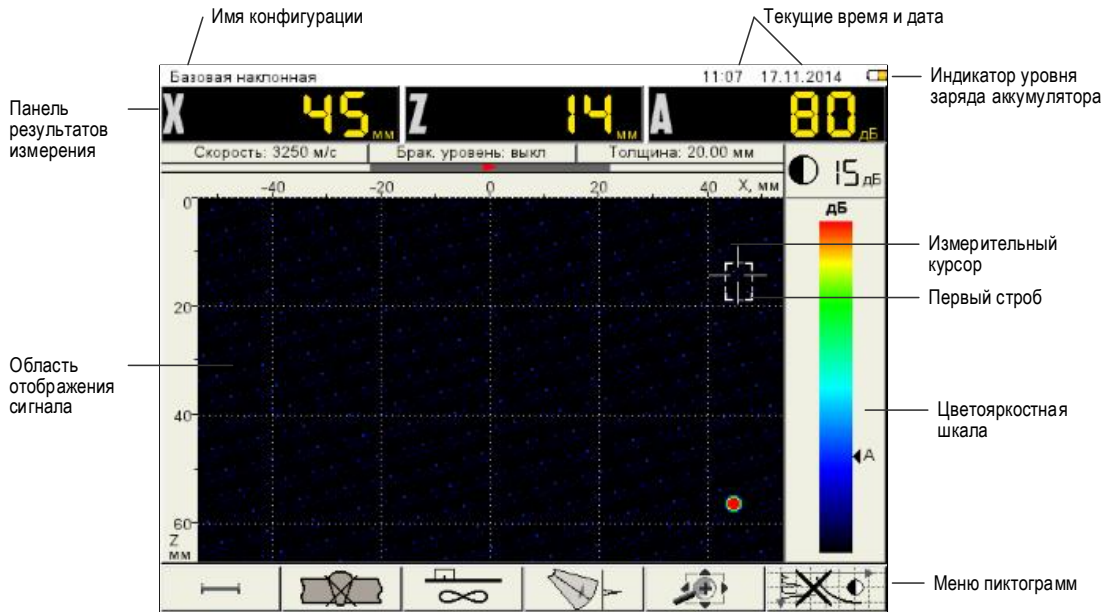 Имя конфигурации
Текущие время и дата
Базовая наклонная 11:07 17.11.2014
Индикатор уровня
заряда аккумулятора
Панель
результатов
измерения
X 45 мм Z 14 мм A 80 дБ
Скорость: 3250 м/с Брак. уровень: выкл Толщина: 20.00 мм
15 дБ
-40 -20 0 20 40 X, мм
дБ
0
Измерительный
курсор
Первый строб
20
Область
отображения
сигнала
40
Цветояркостная
шкала
A
60
Z
мм
Меню пиктограмм